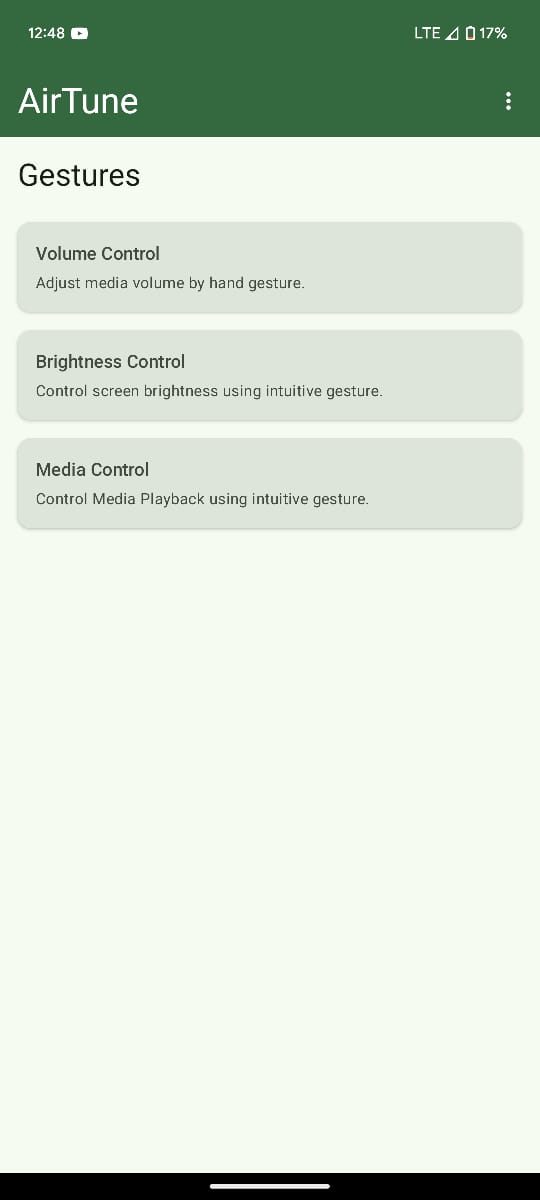 12:48 LTE 17%
AirTune
Gestures
Volume Control
Adjust media volume by hand gesture.
Brightness Control
Control screen brightness using intuitive gesture.
Media Control
Control Media Playback using intuitive gesture.